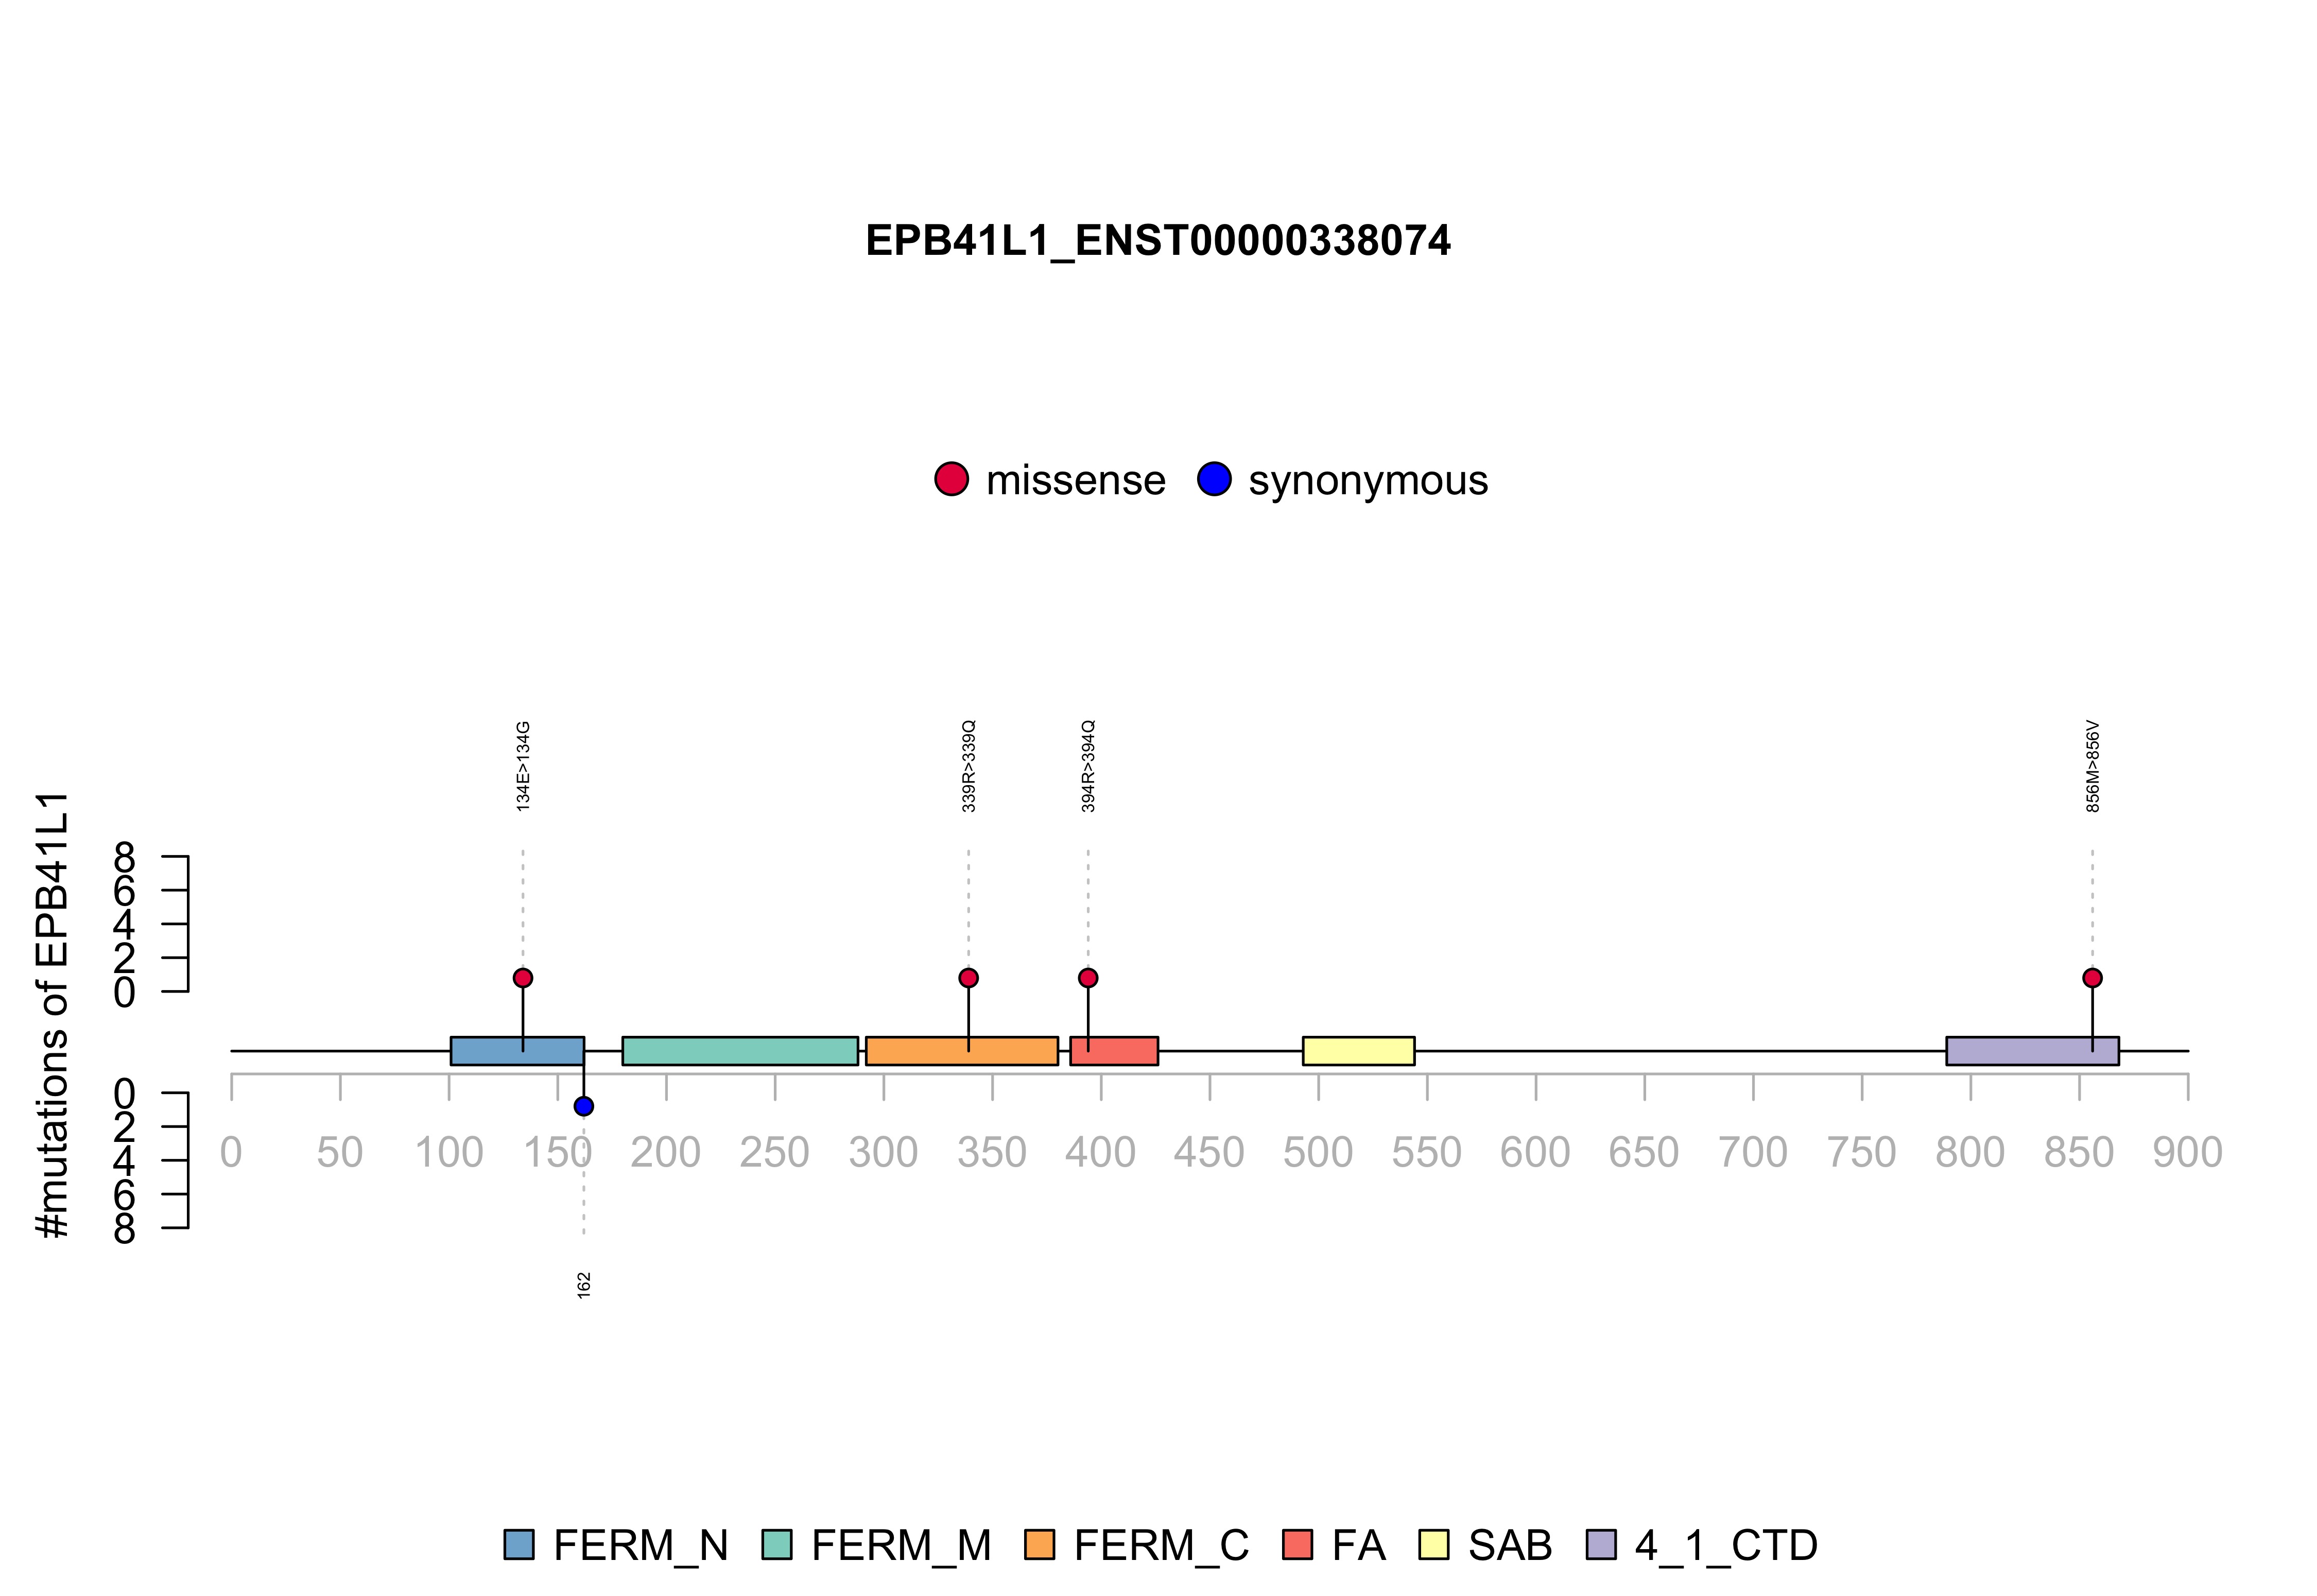 EPB41L1_ENST00000338074
missense synonymous
134E>134G 339R>339Q 394R>394Q 856M>856V
#mutations of EPB41L1
8
6
4
2
0
0
2
4
6
8
0 50 100 150 200 250 300 350 400 450 500 550 600 650 700 750 800 850 900
162
FERM_N FERM_M FERM_C FA SAB 4_1_CTD